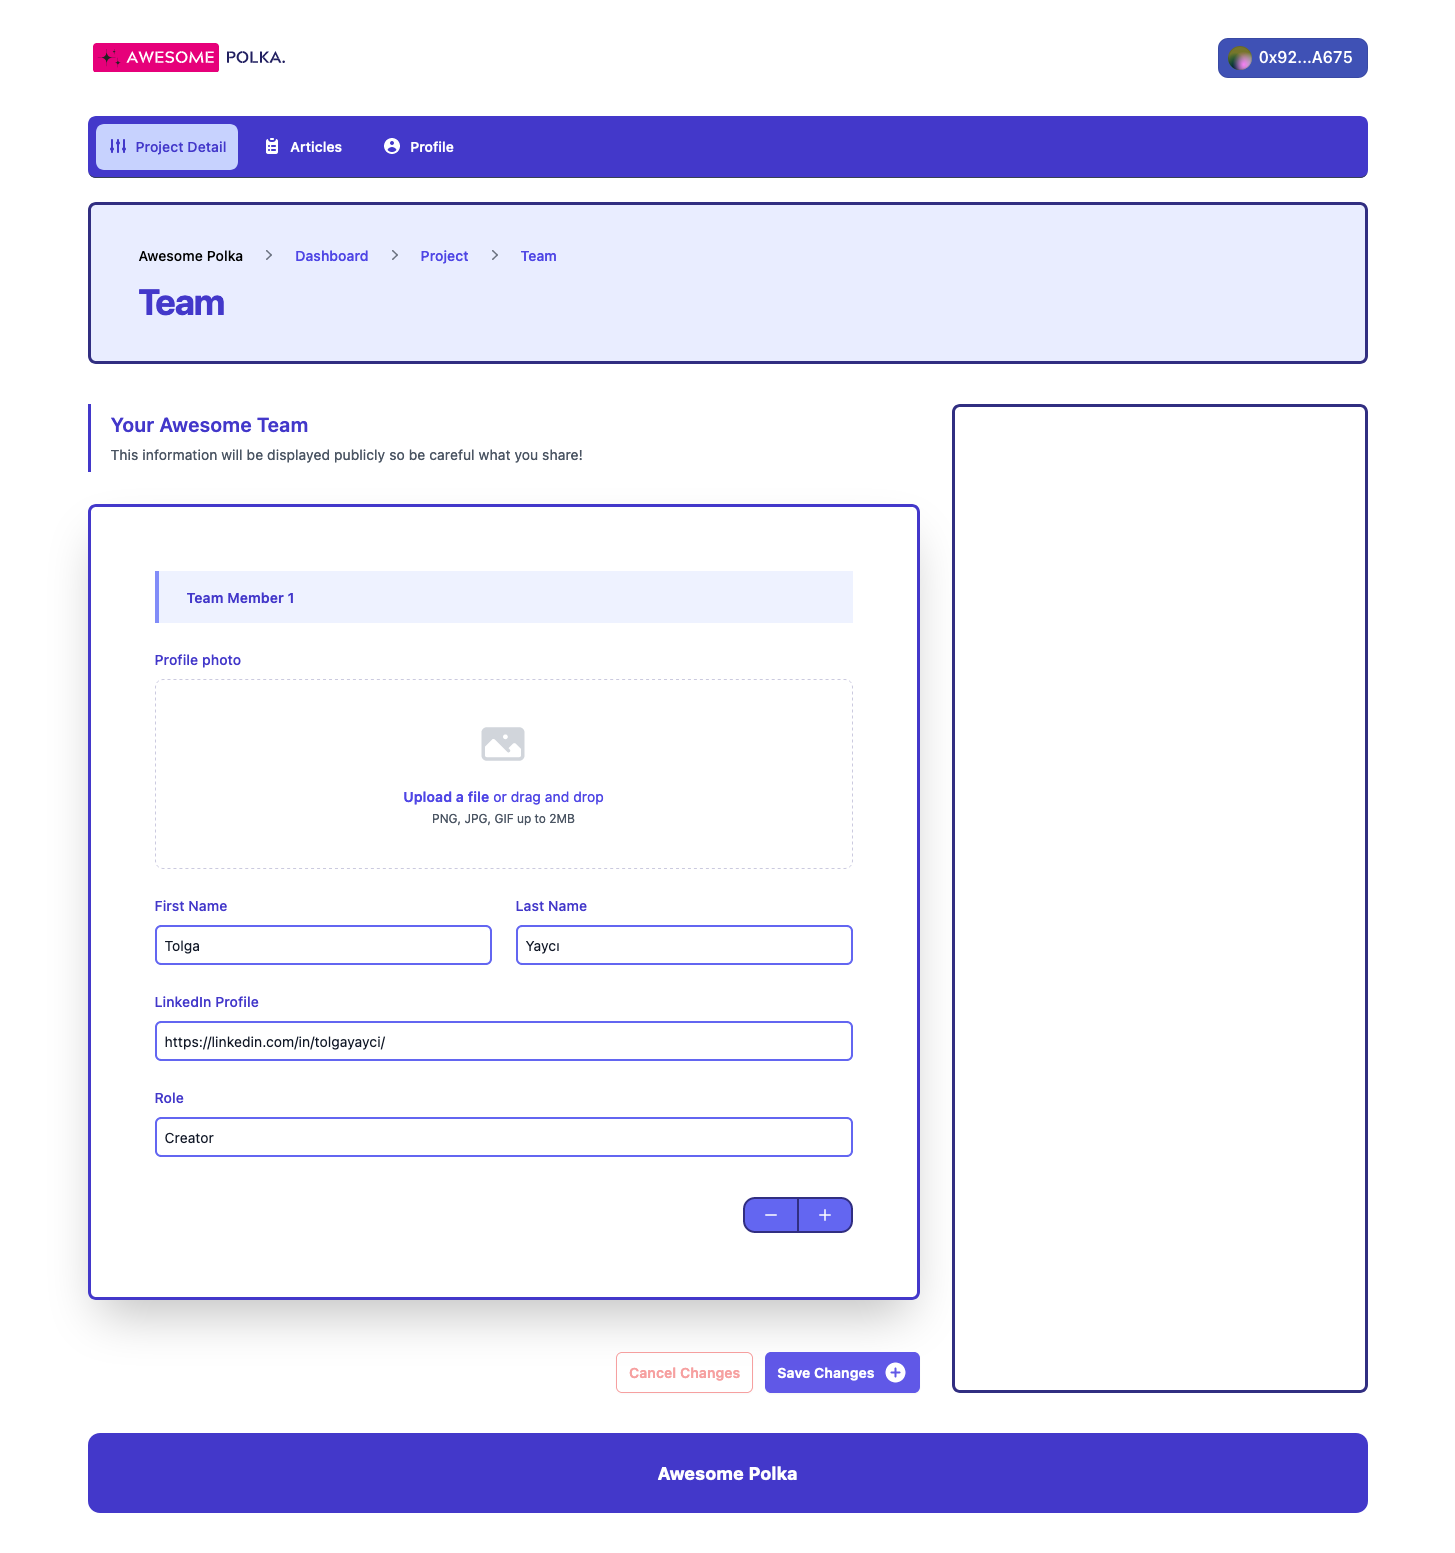 AWESOME POLKA.
0x92...A675
Project Detail Articles Profile
Awesome Polka Dashboard Project Team
Team
Your Awesome Team
This information will be displayed publicly so be careful what you share!
Team Member 1
Profile photo
Upload a file or drag and drop
PNG, JPG, GIF up to 2MB
First Name Last Name
Tolga Yaycı
LinkedIn Profile
https://linkedin.com/in/tolgayayci/
Role
Creator
Cancel Changes Save Changes
Awesome Polka